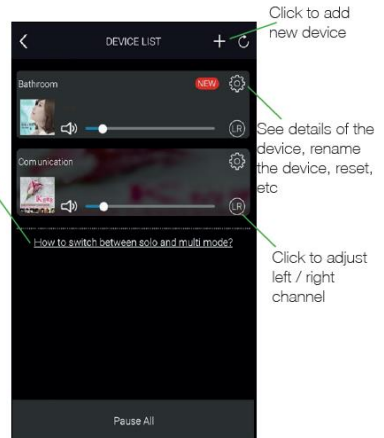 Click to add
new device
DEVICE LIST
Bathroom
NEW
See details of the
device, rename
the device, reset,
etc
LR
Comunication
LR
How to switch between solo and multi mode?
Click to adjust
left / right
channel
Pause All